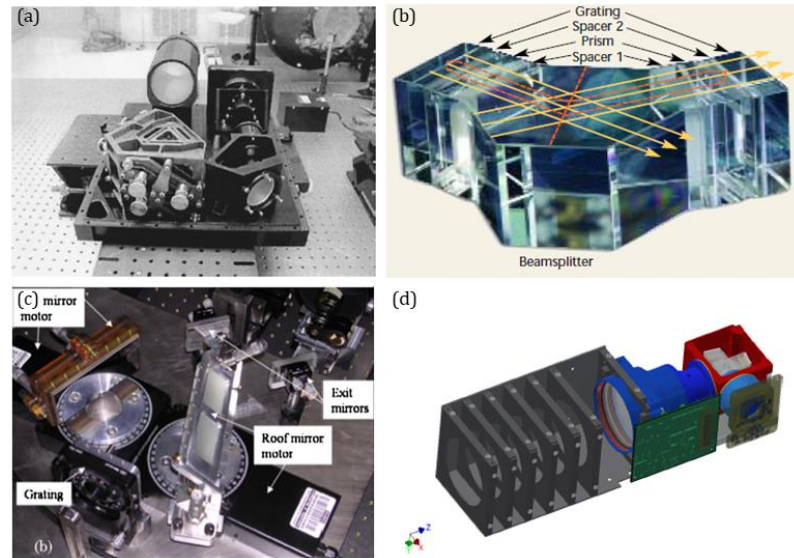 (a)
(b)
Grating
Spacer 2
Prism
Spacer 1
Beamsplitter
(c)
mirror
motor
Exit
mirrors
Roof mirror
motor
Grating
(b)
(d)
Z
X